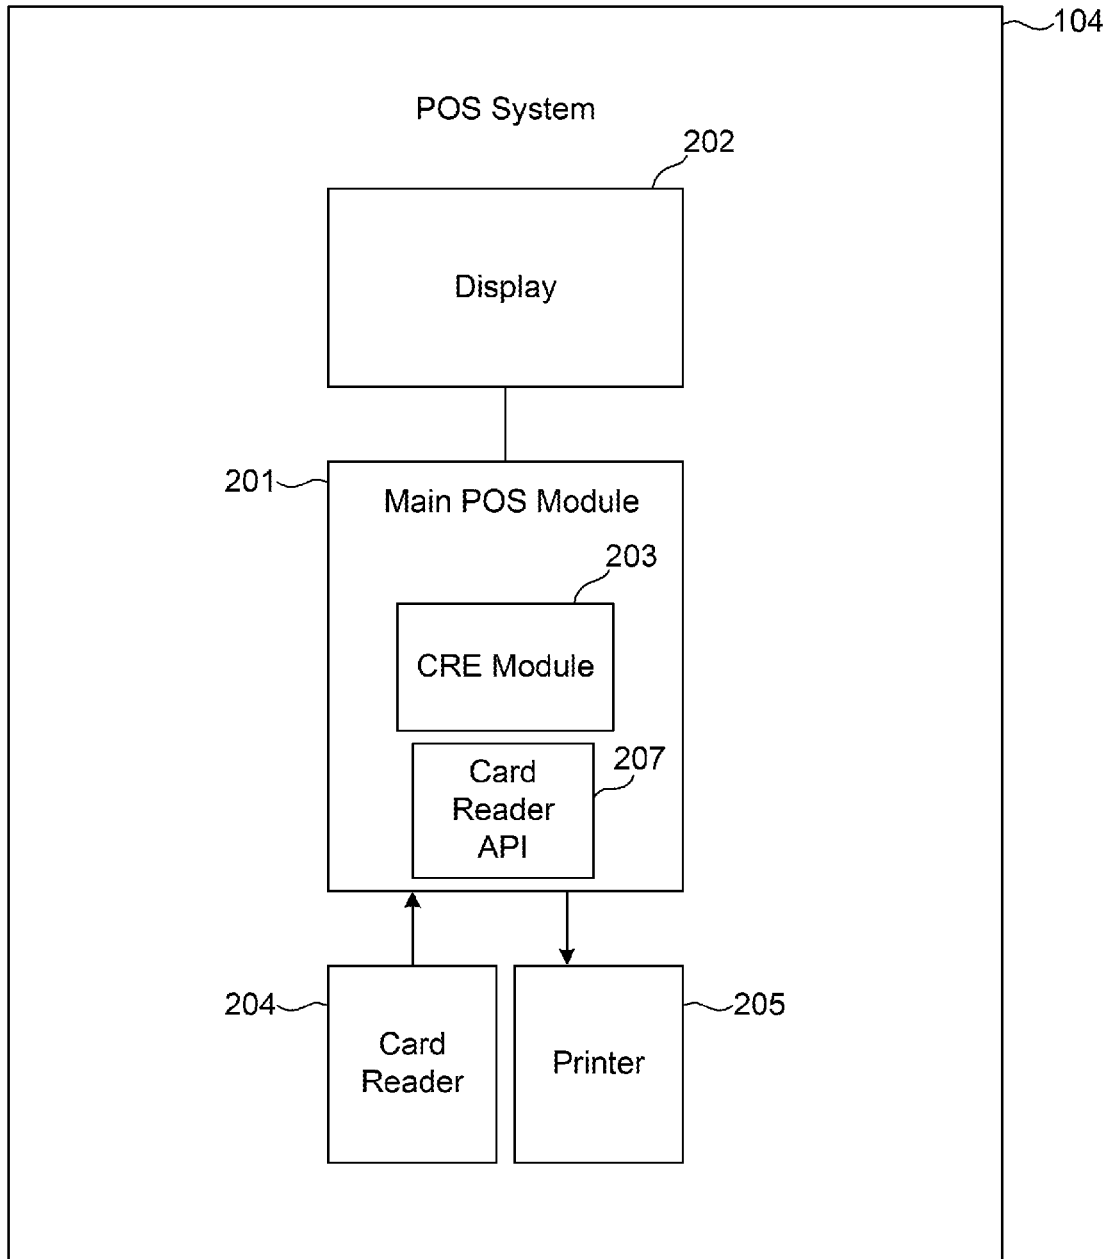 104
POS System
202
Display
201
Main POS Module
203
CRE Module
207
Card
Reader
API
204
Card
Reader
Printer
205